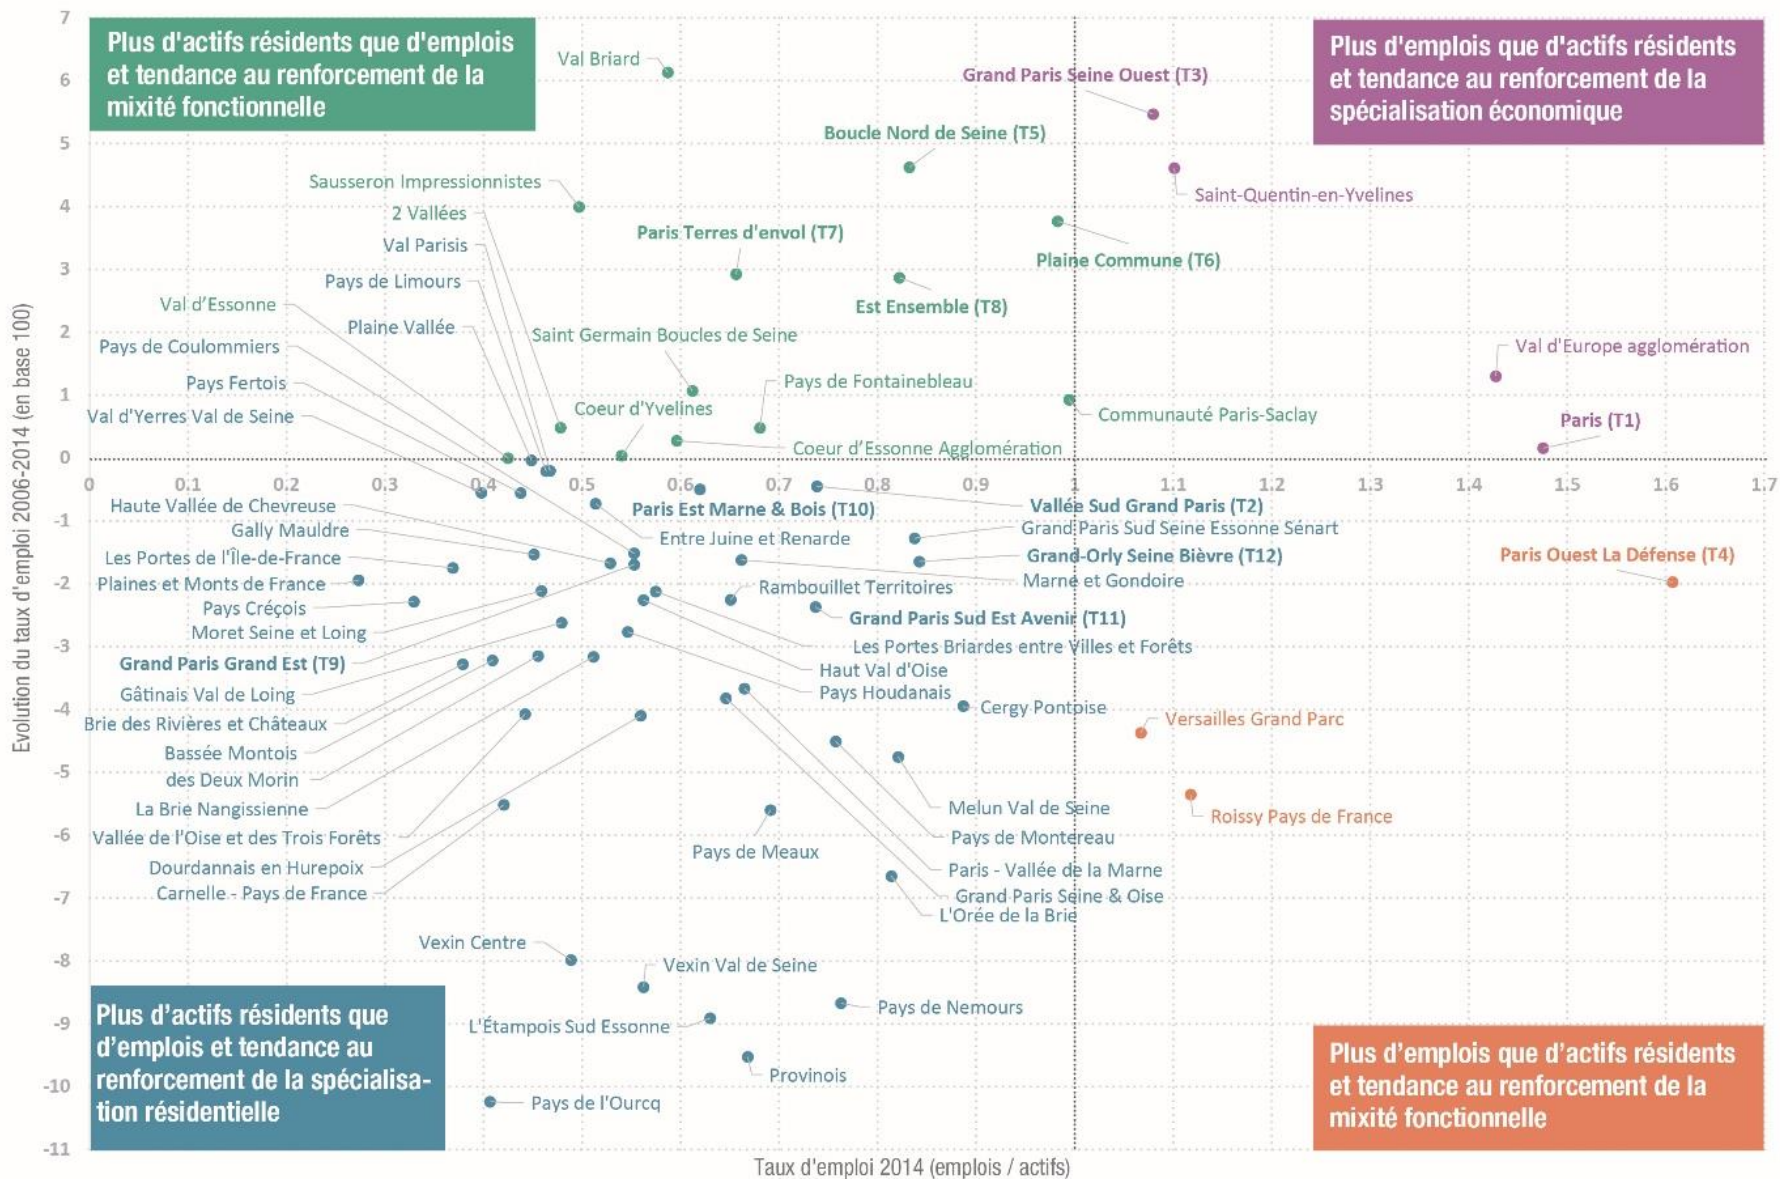 7
Plus d'actifs résidents que d'emplois
et tendance au renforcement de la
mixité fonctionnelle
Plus d'emplois que d'actifs résidents
et tendance au renforcement de la
spécialisation économique
Val Briard
6
Grand Paris Seine Ouest (T3)
5
Boucle Nord de Seine (T5)
Saint-Quentin-en-Yvelines
4
Sausseron Impressionnistes
2 Vallées
Paris Terres d'envol (T7)
Val Parisis
Plaine Commune (T6)
3
Pays de Limours
Val d’Essonne
Est Ensemble (T8)
Plaine Vallée
2
Saint Germain Boucles de Seine
Pays de Coulommiers
Val d'Europe agglomération
Pays Fertois
Pays de Fontainebleau
1
Coeur d'Yvelines
Val d'Yerres Val de Seine
Communauté Paris-Saclay
Paris (T1)
Coeur d’Essonne Agglomération
0
0 0.1 0.2 0.3 0.4 0.5 0.6 0.7 0.8 0.9 1 1.1 1.2 1.3 1.4 1.5 1.6 1.7
Haute Vallée de Chevreuse
Paris Est Marne & Bois (T10)
Vallée Sud Grand Paris (T2)
-1
Gally Mauldre
Entre Juine et Renarde
Grand Paris Sud Seine Essonne Sénart
Les Portes de l'Île-de-France
Grand-Orly Seine Bièvre (T12)
Paris Ouest La Défense (T4)
-2
Plaines et Monts de France
Rambouillet Territoires
Marne et Gondoire
Pays Créçois
Grand Paris Sud Est Avenir (T11)
Moret Seine et Loing
Les Portes Briardes entre Villes et Forêts
-3
Grand Paris Grand Est (T9)
Haut Val d'Oise
Gâtinais Val de Loing
Pays Houdanais
-4
Brie des Rivières et Châteaux
Cergy Pontoise
Versailles Grand Parc
Bassée Montois
-5
des Deux Morin
La Brie Nangissienne
Melun Val de Seine
Roissy Pays de France
-6
Vallée de l'Oise et des Trois Forêts
Pays de Meaux
Pays de Montereau
Dourdannais en Hurepoix
Paris - Vallée de la Marne
-7
Carnelle - Pays de France
Grand Paris Seine & Oise
L'Orée de la Brie
Vexin Centre
-8
Vexin Val de Seine
Pays de Nemours
-9
L'Étampois Sud Essonne
Provinois
-10
Pays de l'Ourcq
-11
Plus d’actifs résidents que
d’emplois et tendance au
renforcement de la spécialisa-
tion résidentielle
Plus d’emplois que d’actifs résidents
et tendance au renforcement de la
mixité fonctionnelle
Evolution du taux d'emploi 2006-2014 (en base 100)
Taux d'emploi 2014 (emplois / actifs)